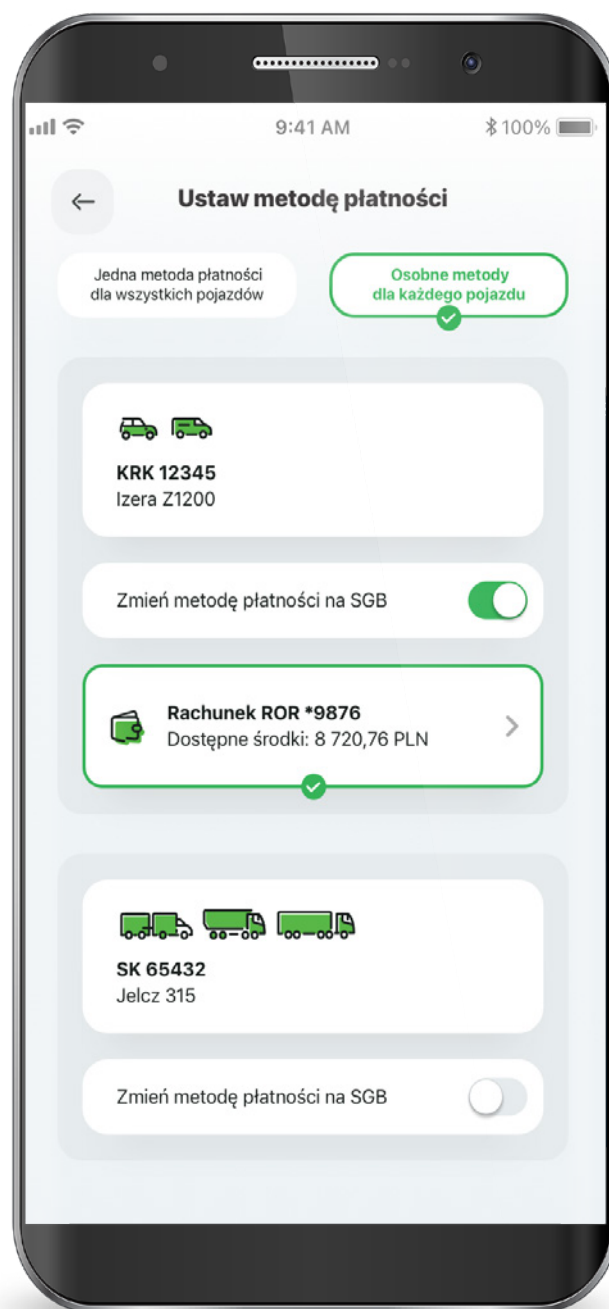 9:41 AM
100%
Ustaw metodę płatności
Jedna metoda płatności
dla wszystkich pojazdów
Osobne metody
dla każdego pojazdu
KRK 12345
Izera Z1200
Zmień metodę płatności na SGB
Rachunek ROR *9876
Dostępne środki: 8 720,76 PLN
SK 65432
Jelcz 315
Zmień metodę płatności na SGB